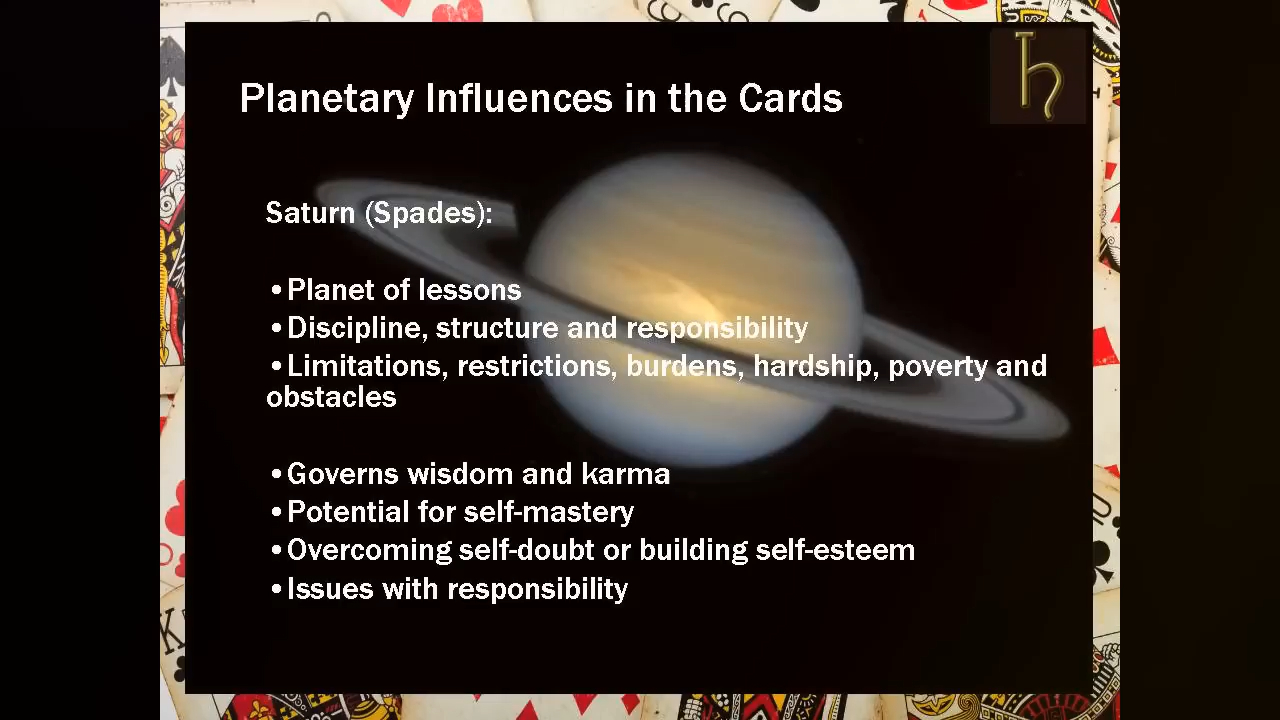 Planetary Influences in the Cards
Saturn (Spades):
•Planet of lessons
•Discipline, structure and responsibility
•Limitations, restrictions, burdens, hardship, poverty and
obstacles
•Governs wisdom and karma
•Potential for self-mastery
•Overcoming self-doubt or building self-esteem
•Issues with responsibility
K